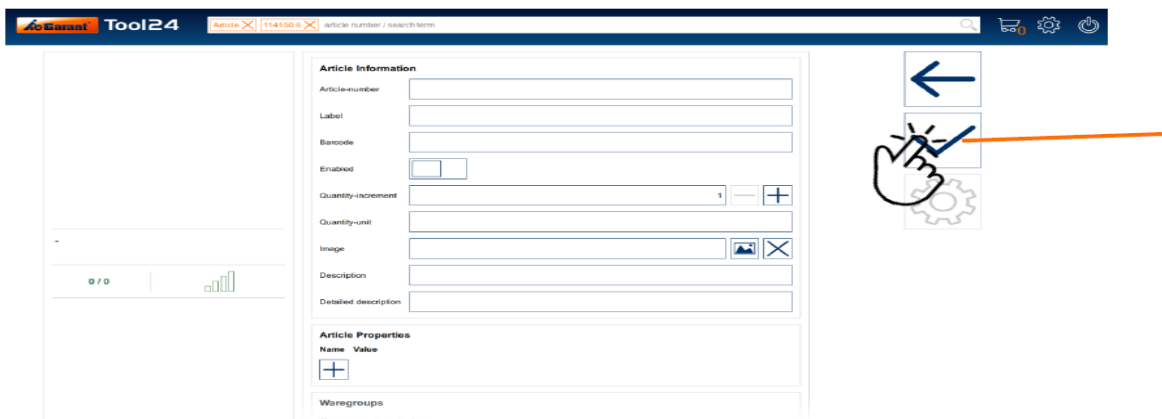 Garant Tool24 Article 114150:6 article number / search term 0
Article Information
Article-number
Label
Barcode
Enabled
Quantity-increment 1
Quantity-unit
-
Image
Description
0 / 0
Detailed description
Article Properties
Name Value
Waregroups